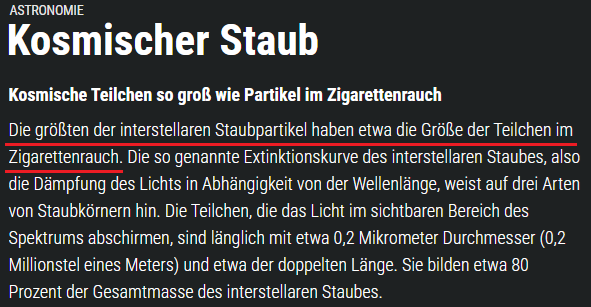 ASTRONOMIE
Kosmischer Staub
Kosmische Teilchen so groß wie Partikel im Zigarettenrauch
Die größten der interstellaren Staubpartikel haben etwa die Größe der Teilchen im
Zigarettenrauch. Die so genannte Extinktionskurve des interstellaren Staubes, also
die Dämpfung des Lichts in Abhängigkeit von der Wellenlänge, weist auf drei Arten
von Staubkörnern hin. Die Teilchen, die das Licht im sichtbaren Bereich des
Spektrums abschirmen, sind länglich mit etwa 0,2 Mikrometer Durchmesser (0,2
Millionstel eines Meters) und etwa der doppelten Länge. Sie bilden etwa 80
Prozent der Gesamtmasse des interstellaren Staubes.